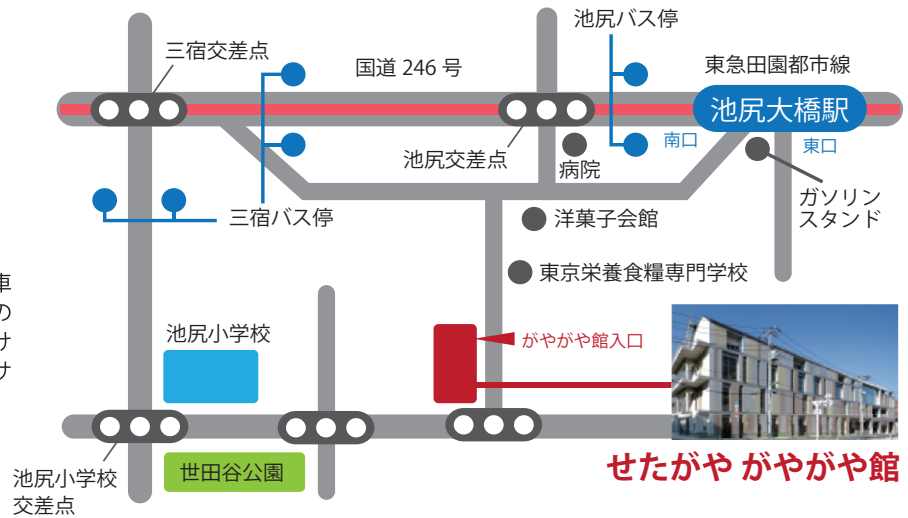 池尻バス停
三宿交差点
国道 246 号
東急田園都市線
池尻大橋駅
南口
東口
池尻交差点
病院
ガソリン
スタンド
三宿バス停
洋菓子会館
東京栄養食糧専門学校
車
の
け
け
池尻小学校
がやがや館入口
世田谷公園
せたがや がやがや館
池尻小学校
交差点